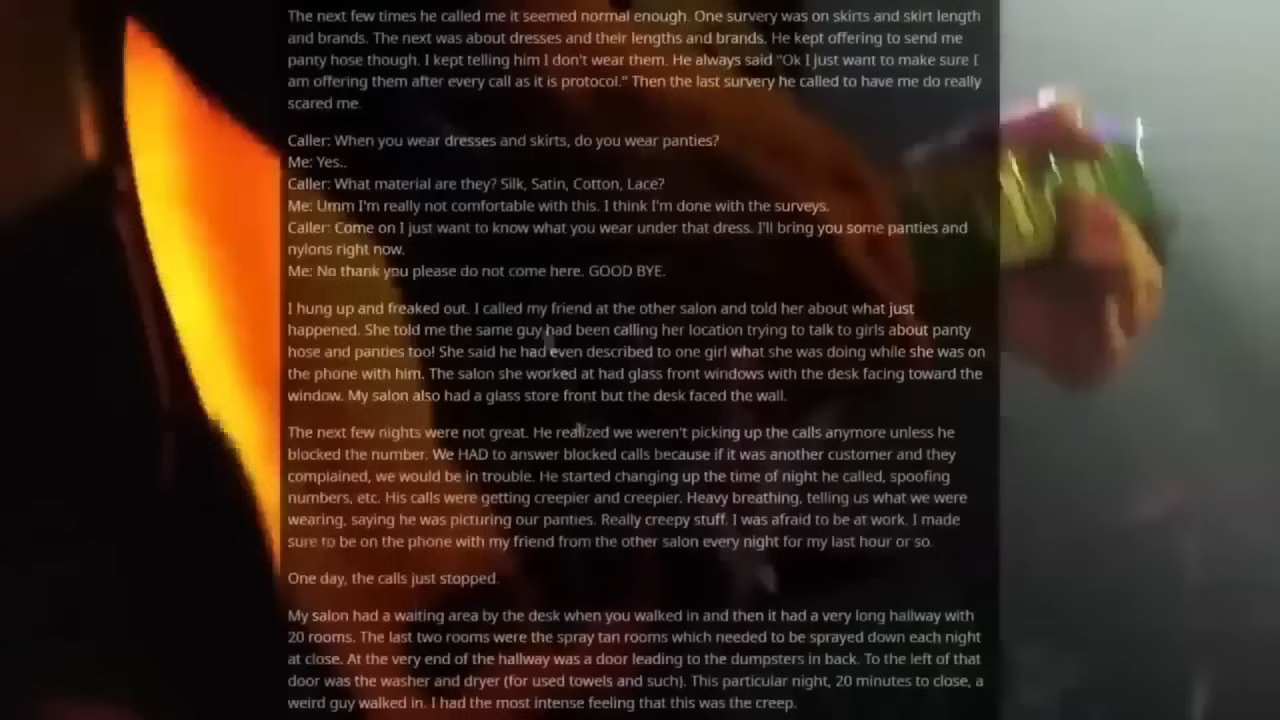 The next few times he called me it seemed normal enough. One survery was on skirts and skirt length
and brands. The next was about dresses and their lengths and brands. He kept offering to send me
panty hose though. I kept telling him I don't wear them. He always said "Ok I just want to make sure I
am offering them after every call as it is protocol." Then the last survery he called to have me do really
scared me.
Caller: When you wear dresses and skirts, do you wear panties?
Me: Yes..
Caller: What material are they? Silk, Satin, Cotton, Lace?
Me: Umm I'm really not comfortable with this. I think I'm done with the surveys.
Caller: Come on I just want to know what you wear under that dress. I'll bring you some panties and
nylons right now.
Me: No thank you please do not come here. GOOD BYE.
I hung up and freaked out. I called my friend at the other salon and told her about what just
happened. She told me the same guy had been calling her location trying to talk to girls about panty
hose and panties too! She said he had even described to one girl what she was doing while she was on
the phone with him. The salon she worked at had glass front windows with the desk facing toward the
window. My salon also had a glass store front but the desk faced the wall.
The next few nights were not great. He realized we weren't picking up the calls anymore unless he
blocked the number. We HAD to answer blocked calls because if it was another customer and they
complained, we would be in trouble. He started changing up the time of night he called, spoofing
numbers, etc. His calls were getting creepier and creepier. Heavy breathing, telling us what we were
wearing, saying he was picturing our panties. Really creepy stuff. I was afraid to be at work. I made
sure to be on the phone with my friend from the other salon every night for my last hour or so.
One day, the calls just stopped.
My salon had a waiting area by the desk when you walked in and then it had a very long hallway with
20 rooms. The last two rooms were the spray tan rooms which needed to be sprayed down each night
at close. At the very end of the hallway was a door leading to the dumpsters in back. To the left of that
door was the washer and dryer (for used towels and such). This particular night, 20 minutes to close, a
weird guy walked in. I had the most intense feeling that this was the creep.